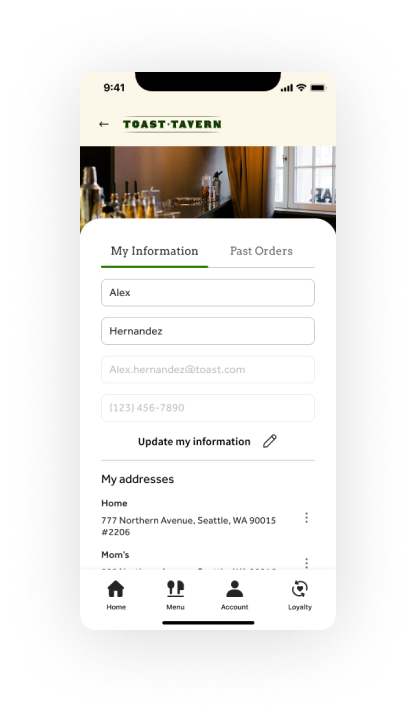 9:41
TOAST·TAVERN
My Information
Past Orders
Alex
Hernandez
Alex.hernandez@toast.com
(123) 456-7890
Update my information
My addresses
Home
777 Northern Avenue, Seattle, WA 90015
#2206
Mom's
Home
Menu
Account
Loyalty